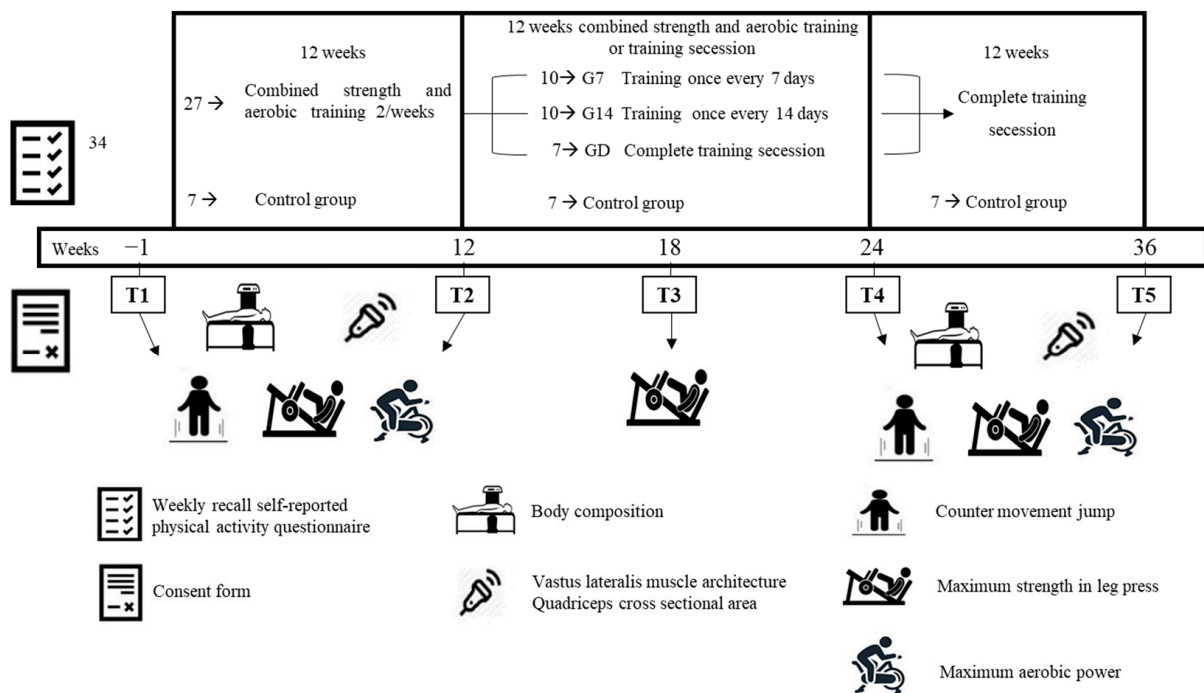 12 weeks
27 → Combined strength and
aerobic training 2/weeks
34
7 → Control group
12 weeks combined strength and aerobic training
or training secession
10→ G7 Training once every 7 days
10→ G14 Training once every 14 days
7→ GD Complete training secession
7 → Control group
12 weeks
Complete training
secession
7 → Control group
Weeks −1 12 18 24 36
T1 T2 T3 T4 T5
Weekly recall self-reported
physical activity questionnaire
Body composition
Counter movement jump
Consent form
Vastus lateralis muscle architecture
Quadriceps cross sectional area
Maximum strength in leg press
Maximum aerobic power